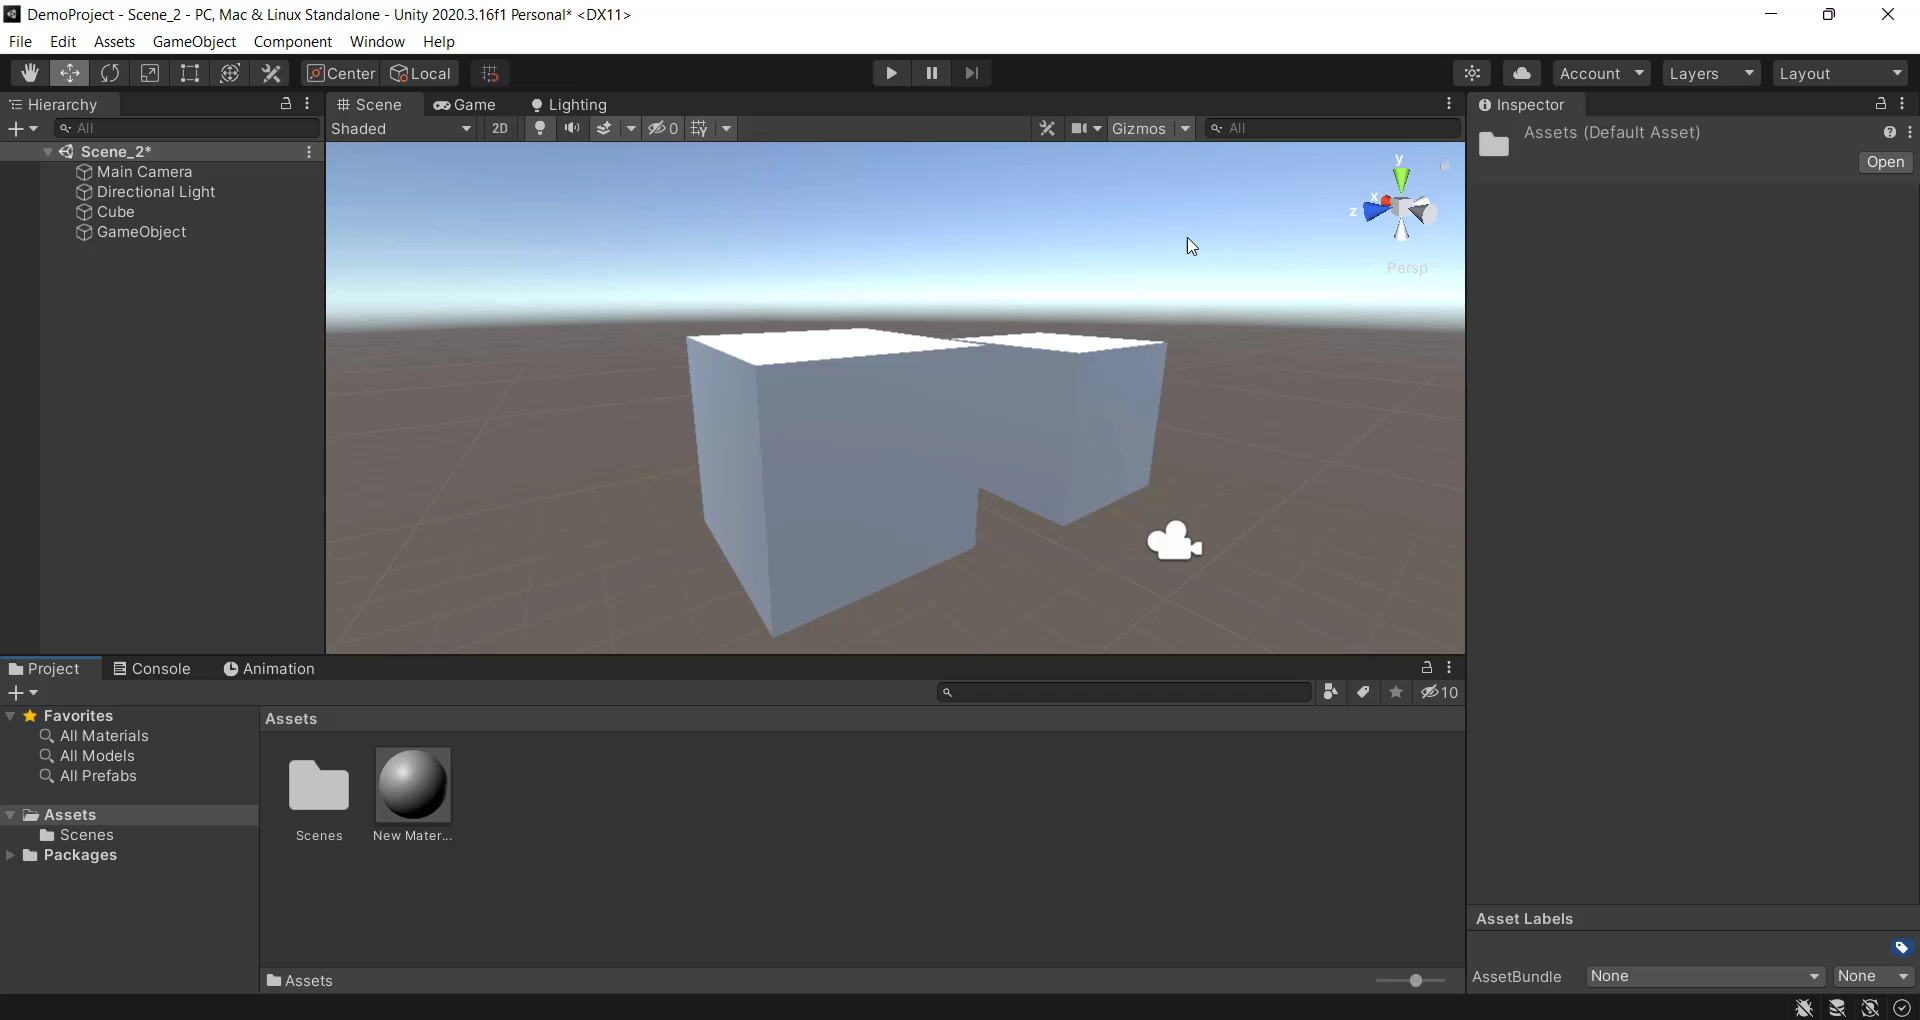 DemoProject - Scene_2 - PC, Mac & Linux Standalone - Unity 2020.3.16f1 Personal* <DX11>
File Edit Assets GameObject Component Window Help
Center Local Account Layers Layout
Hierarchy
All
Scene_2*
Main Camera
Directional Light
Cube
GameObject
Scene Game Lighting
Shaded 2D 0 Gizmos All
y
x
z
Persp
Inspector
Assets (Default Asset)
Open
Project Console Animation
10
Favorites
All Materials
All Models
All Prefabs
Assets
Scenes
Packages
Assets
Scenes
New Mater...
Assets
Asset Labels
AssetBundle None None